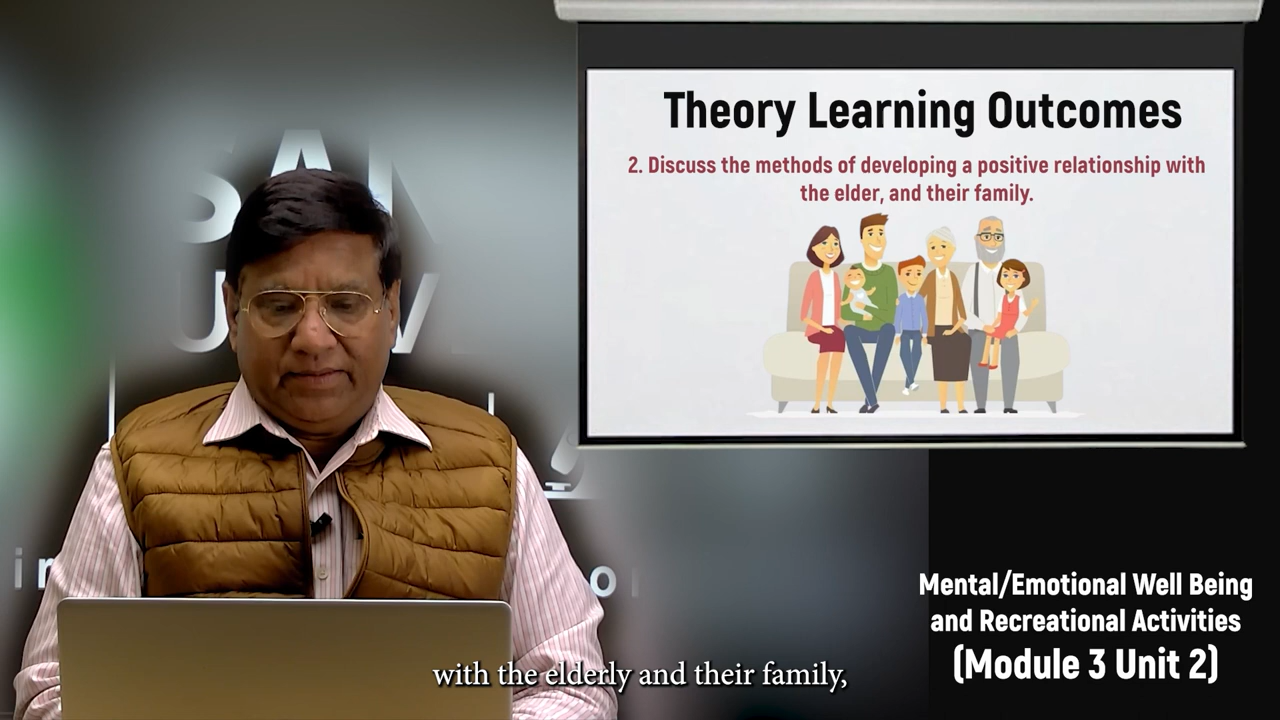 Theory Learning Outcomes
2. Discuss the methods of developing a positive relationship with
the elder, and their family.
Mental/Emotional Well Being
and Recreational Activities
(Module 3 Unit 2)
with the elderly and their family,